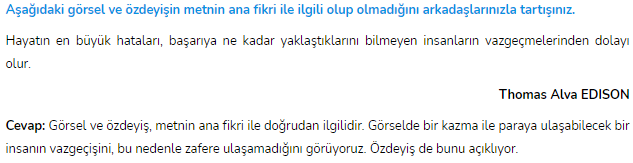 Aşağıdaki görsel ve özdeyişin metnin ana fikri ile ilgili olup olmadığını arkadaşlarınızla tartışınız.
Hayatın en büyük hataları, başarıya ne kadar yaklaştıklarını bilmeyen insanların vazgeçmelerinden dolayı
olur.
Thomas Alva EDISON
Cevap: Görsel ve özdeyiş, metnin ana fikri ile doğrudan ilgilidir. Görselde bir kazma ile paraya ulaşabilecek bir
insanın vazgeçişini, bu nedenle zafere ulaşamadığını görüyoruz. Özdeyiş de bunu açıklıyor.